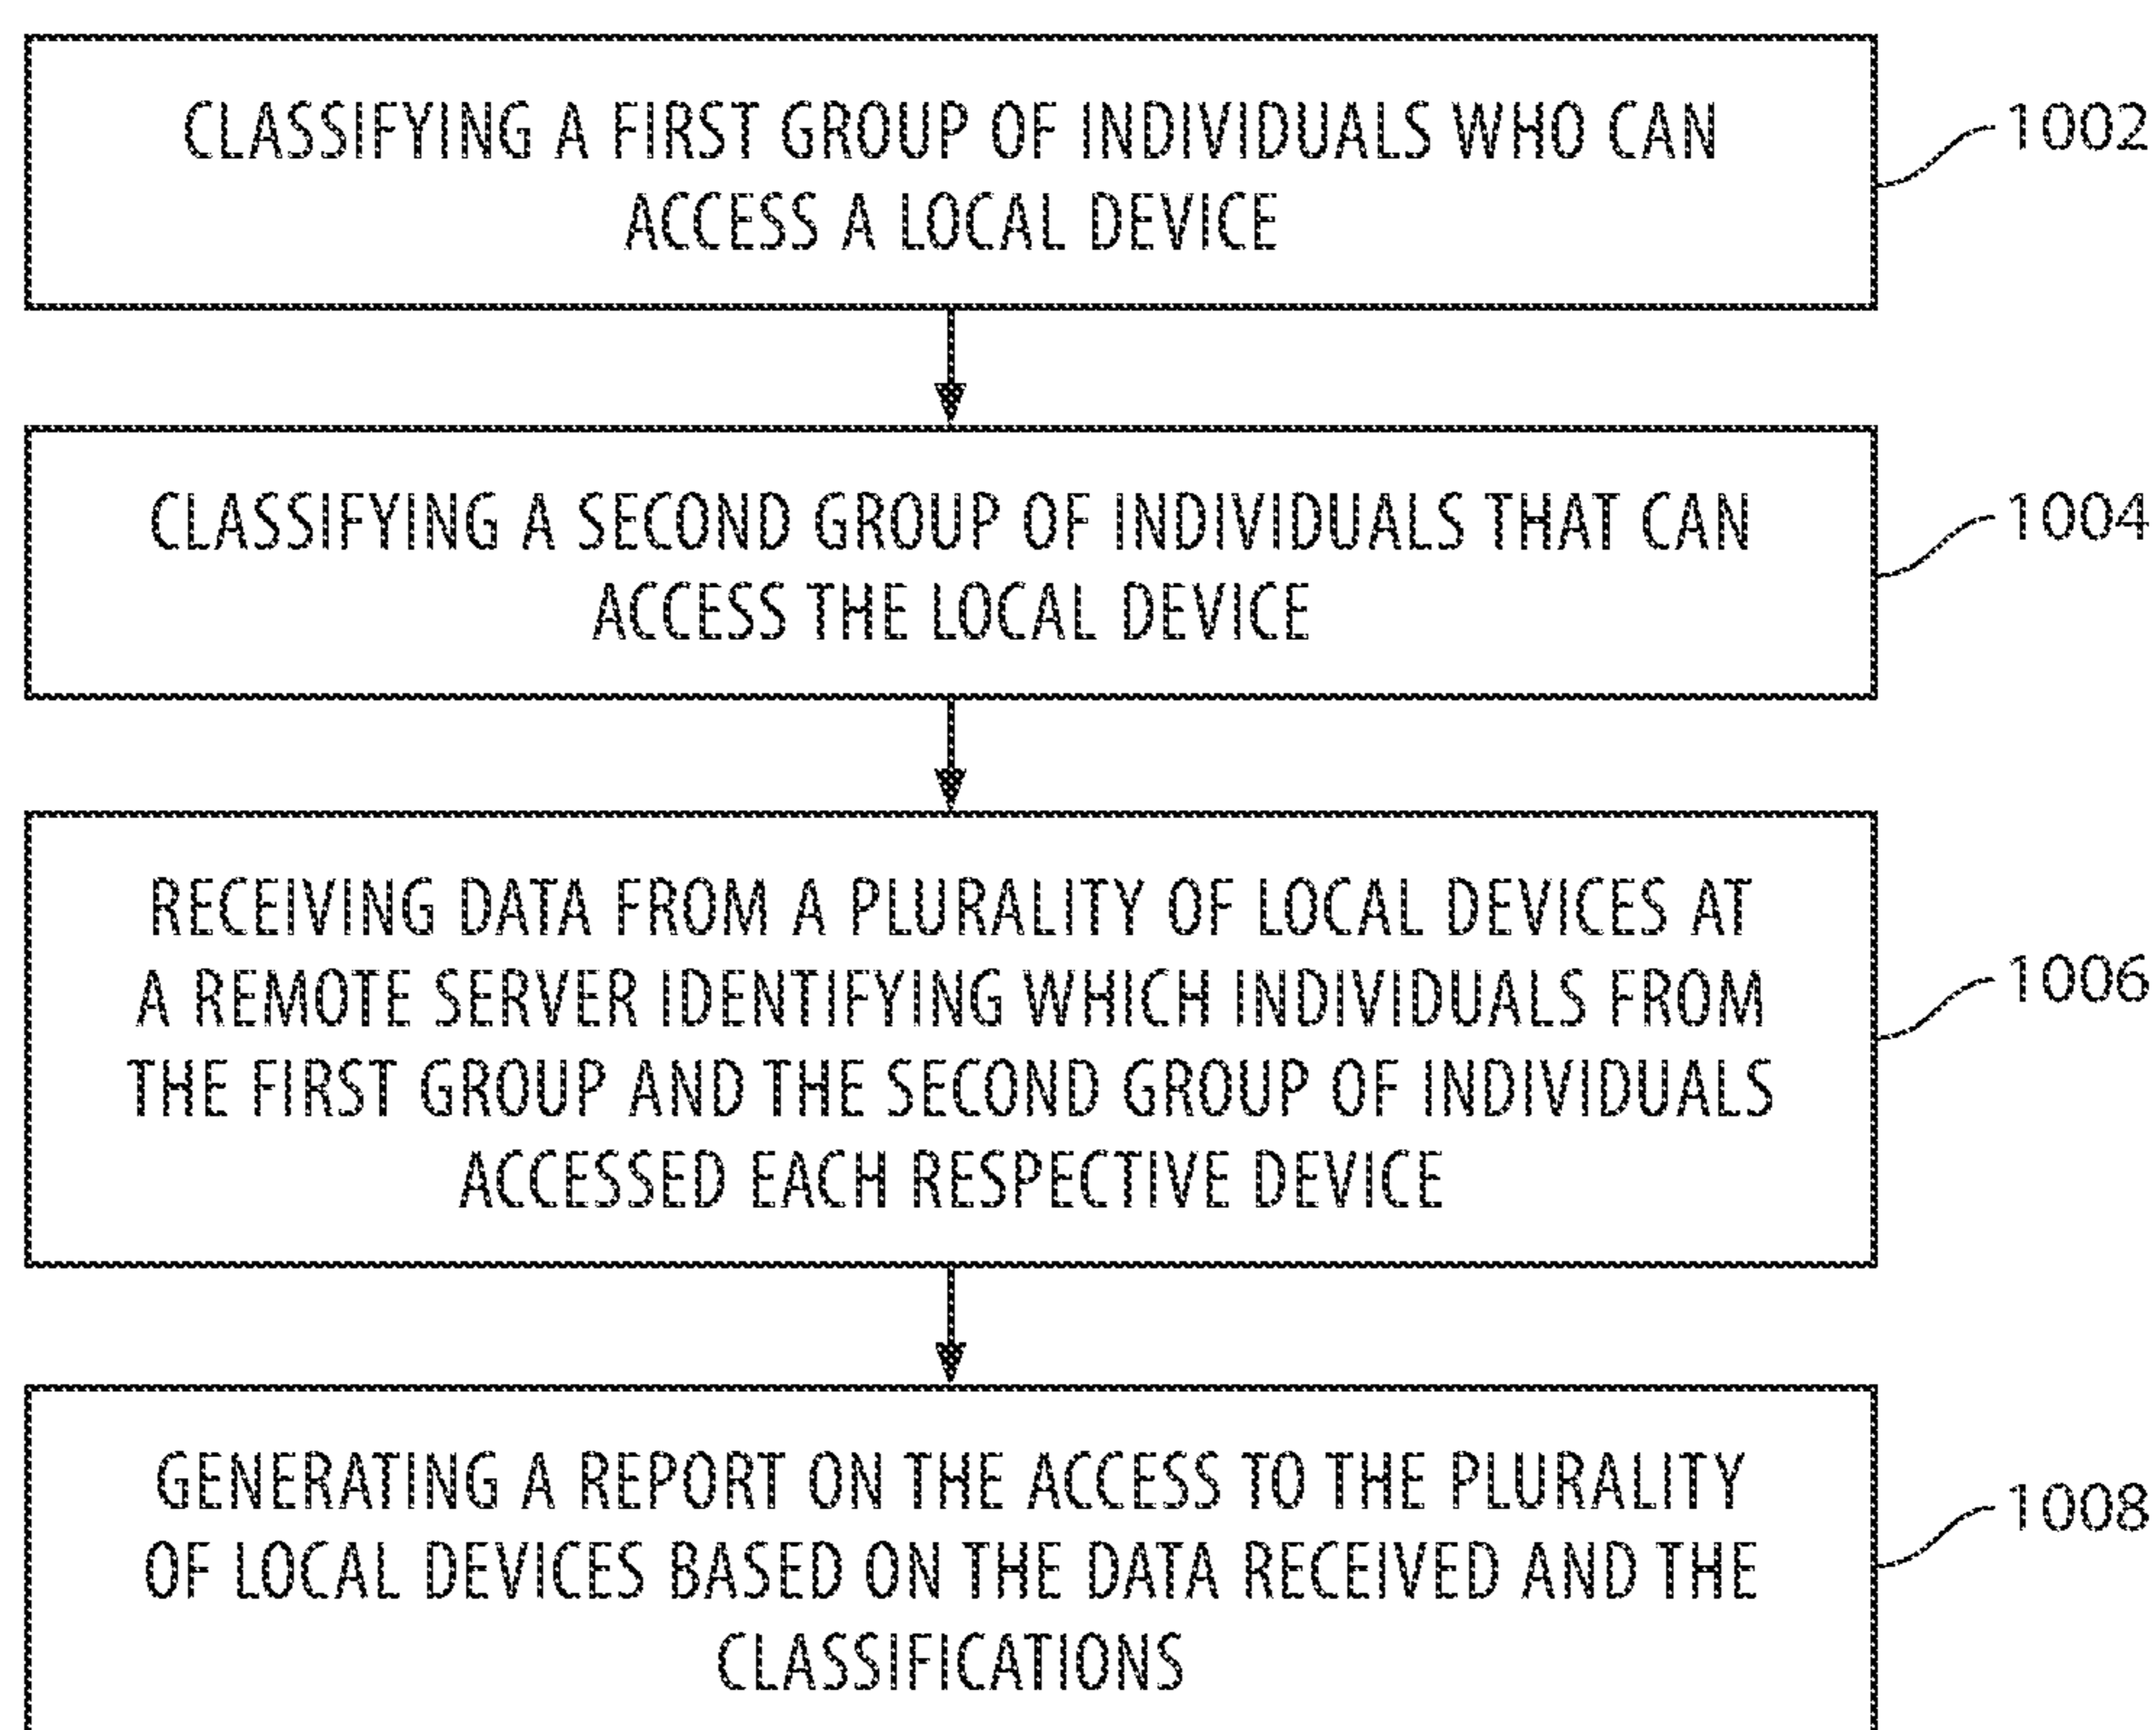 CLASSIFYING A FIRST GROUP OF INDIVIDUALS WHO CAN
ACCESS A LOCAL DEVICE
1002
CLASSIFYING A SECOND GROUP OF INDIVIDUALS THAT CAN
ACCESS THE LOCAL DEVICE
1004
RECEIVING DATA FROM A PLURALITY OF LOCAL DEVICES AT
A REMOTE SERVER IDENTIFYING WHICH INDIVIDUALS FROM
THE FIRST GROUP AND THE SECOND GROUP OF INDIVIDUALS
ACCESSED EACH RESPECTIVE DEVICE
1006
GENERATING A REPORT ON THE ACCESS TO THE PLURALITY
OF LOCAL DEVICES BASED ON THE DATA RECEIVED AND THE
CLASSIFICATIONS
1008